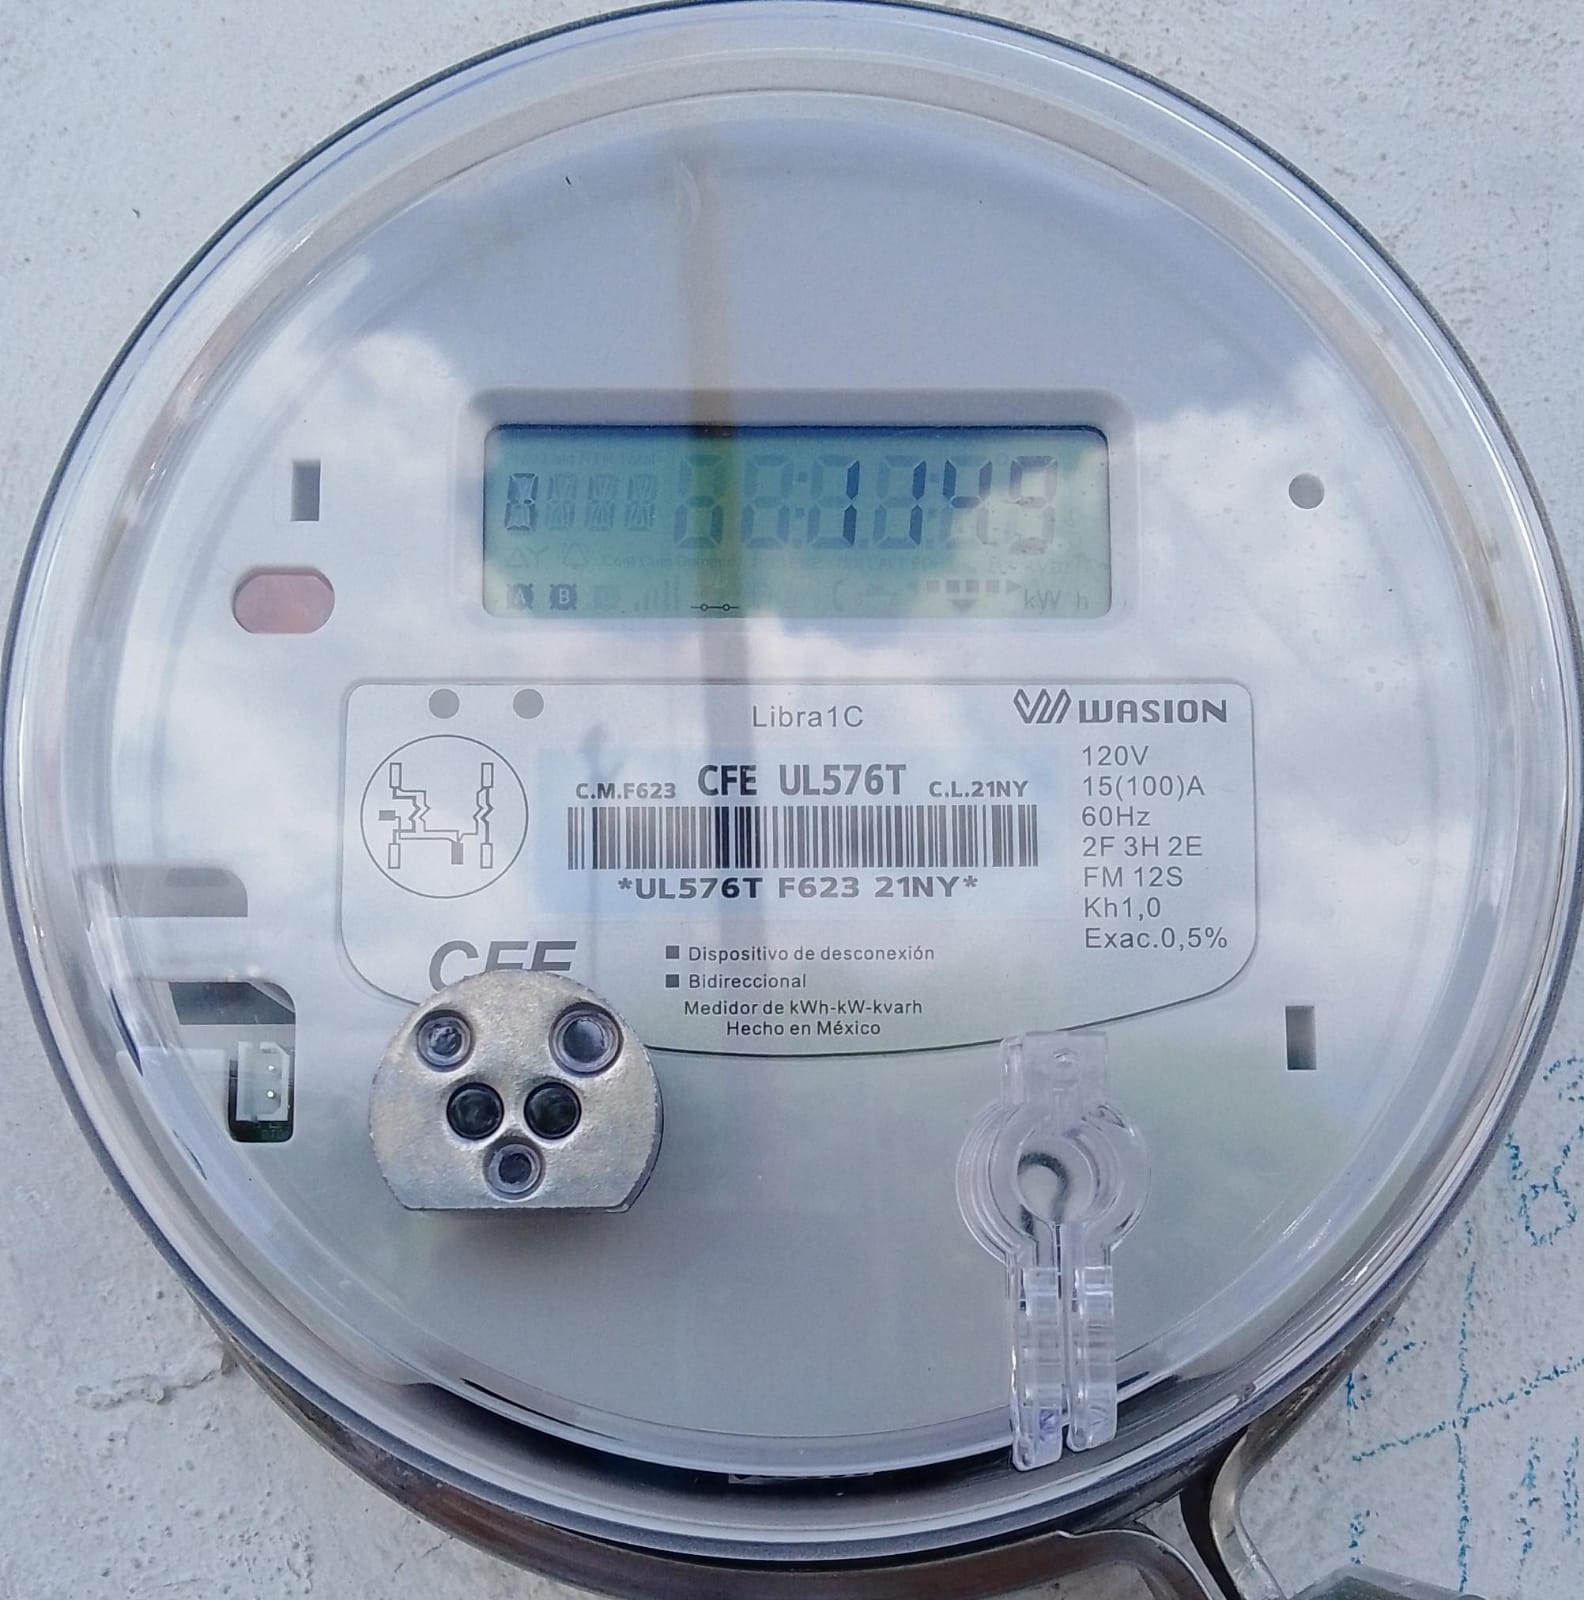 1149
A B
kW h
Libra1C
WASION
120V
15(100)A
60Hz
2F 3H 2E
FM 12S
Kh1,0
Exac.0,5%
C.M.F623 CFE UL576T C.L.21NY
*UL576T F623 21NY*
CFE
Dispositivo de desconexión
Bidireccional
Medidor de kWh-kW-kvarh
Hecho en México